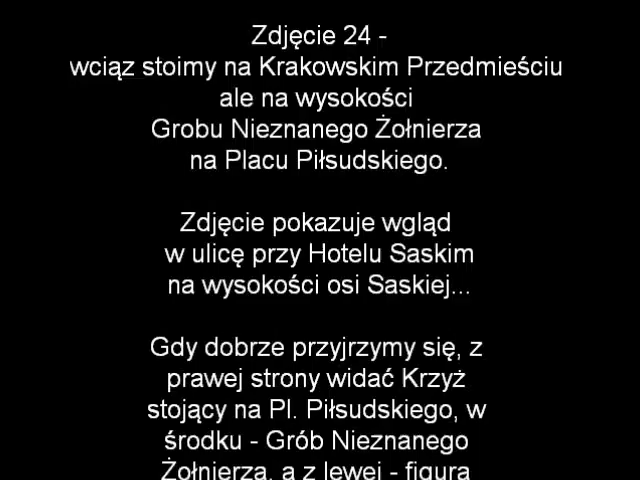 Zdjęcie 24 -
wciąz stoimy na Krakowskim Przedmieściu
ale na wysokości
Grobu Nieznanego Żołnierza
na Placu Piłsudskiego.
Zdjęcie pokazuje wgląd
w ulicę przy Hotelu Saskim
na wysokości osi Saskiej...
Gdy dobrze przyjrzymy się, z
prawej strony widać Krzyż
stojący na Pl. Piłsudskiego, w
środku - Grób Nieznanego
Żołnierza, a z lewej - figura